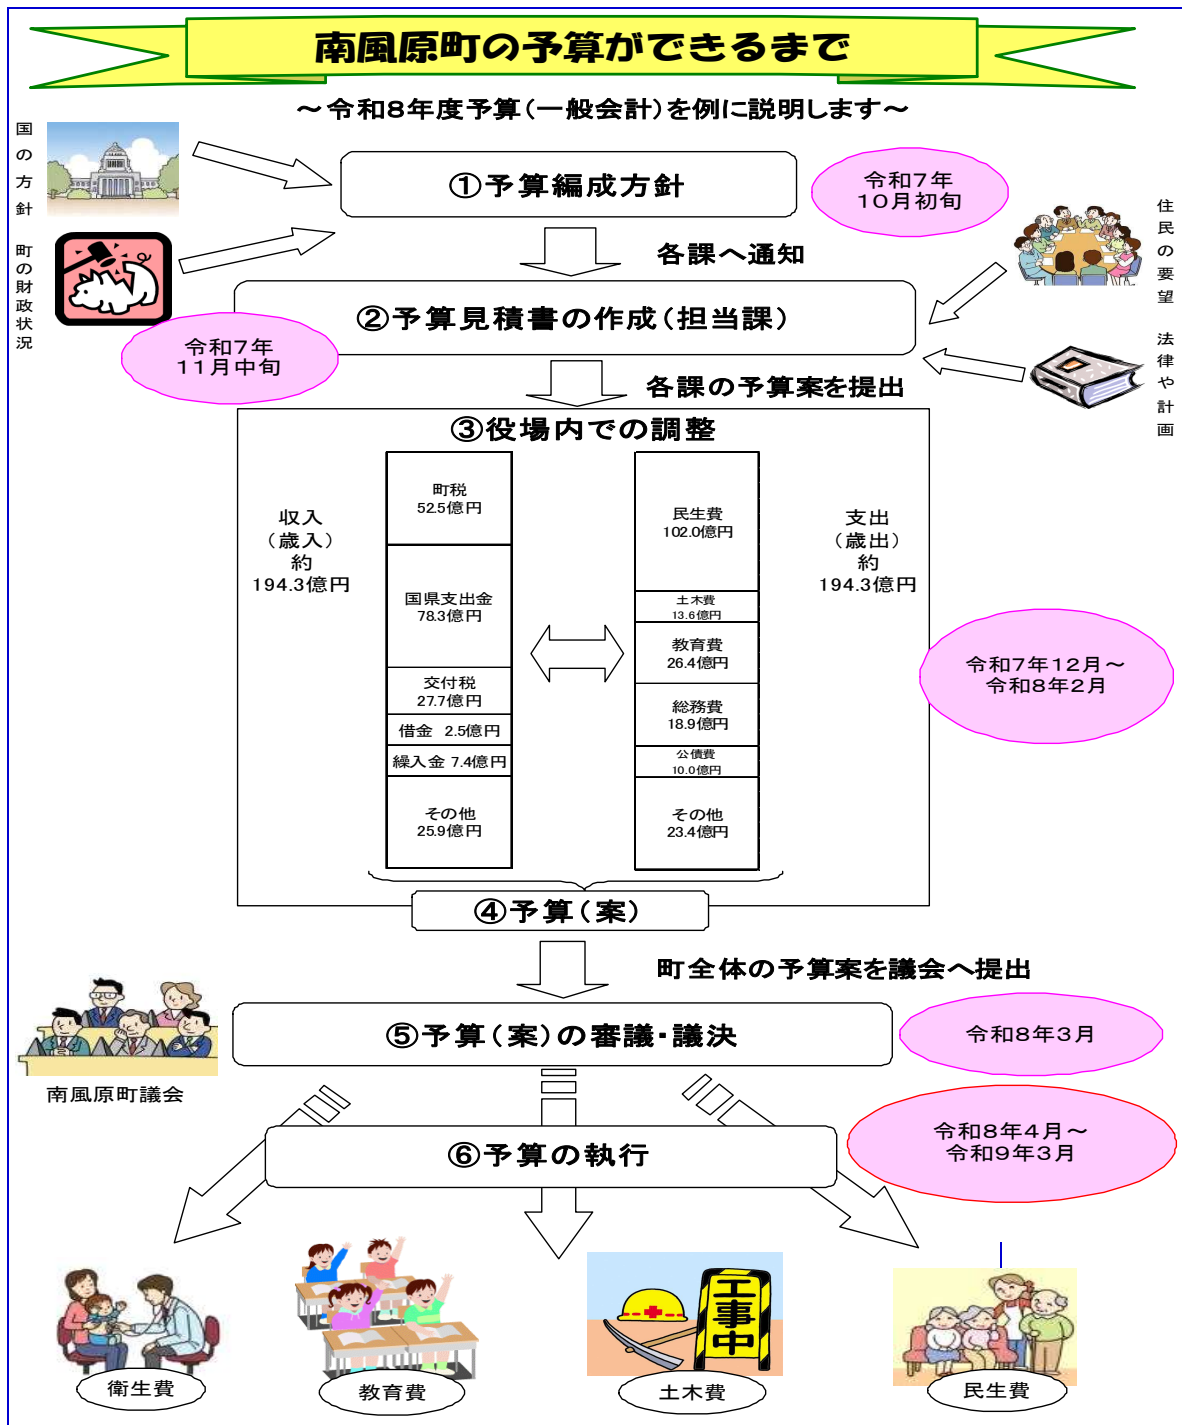 南風原町の予算ができるまで
～令和8年度予算(一般会計)を例に説明します～
国の方針
①予算編成方針
令和7年
10月初旬
町の財政状況
各課へ通知
住民の要望
②予算見積書の作成(担当課)
令和7年
11月中旬
法律や計画
各課の予算案を提出
③役場内での調整
収入
(歳入)
約
194.3億円
町税
52.5億円
国県支出金
78.3億円
交付税
27.7億円
借金 2.5億円
繰入金 7.4億円
その他
25.9億円
民生費
102.0億円
土木費
13.6億円
教育費
26.4億円
総務費
18.9億円
公債費
10.0億円
その他
23.4億円
支出
(歳出)
約
194.3億円
令和7年12月～
令和8年2月
④予算(案)
町全体の予算案を議会へ提出
⑤予算(案)の審議・議決
令和8年3月
南風原町議会
⑥予算の執行
令和8年4月～
令和9年3月
工事中
衛生費
教育費
土木費
民生費